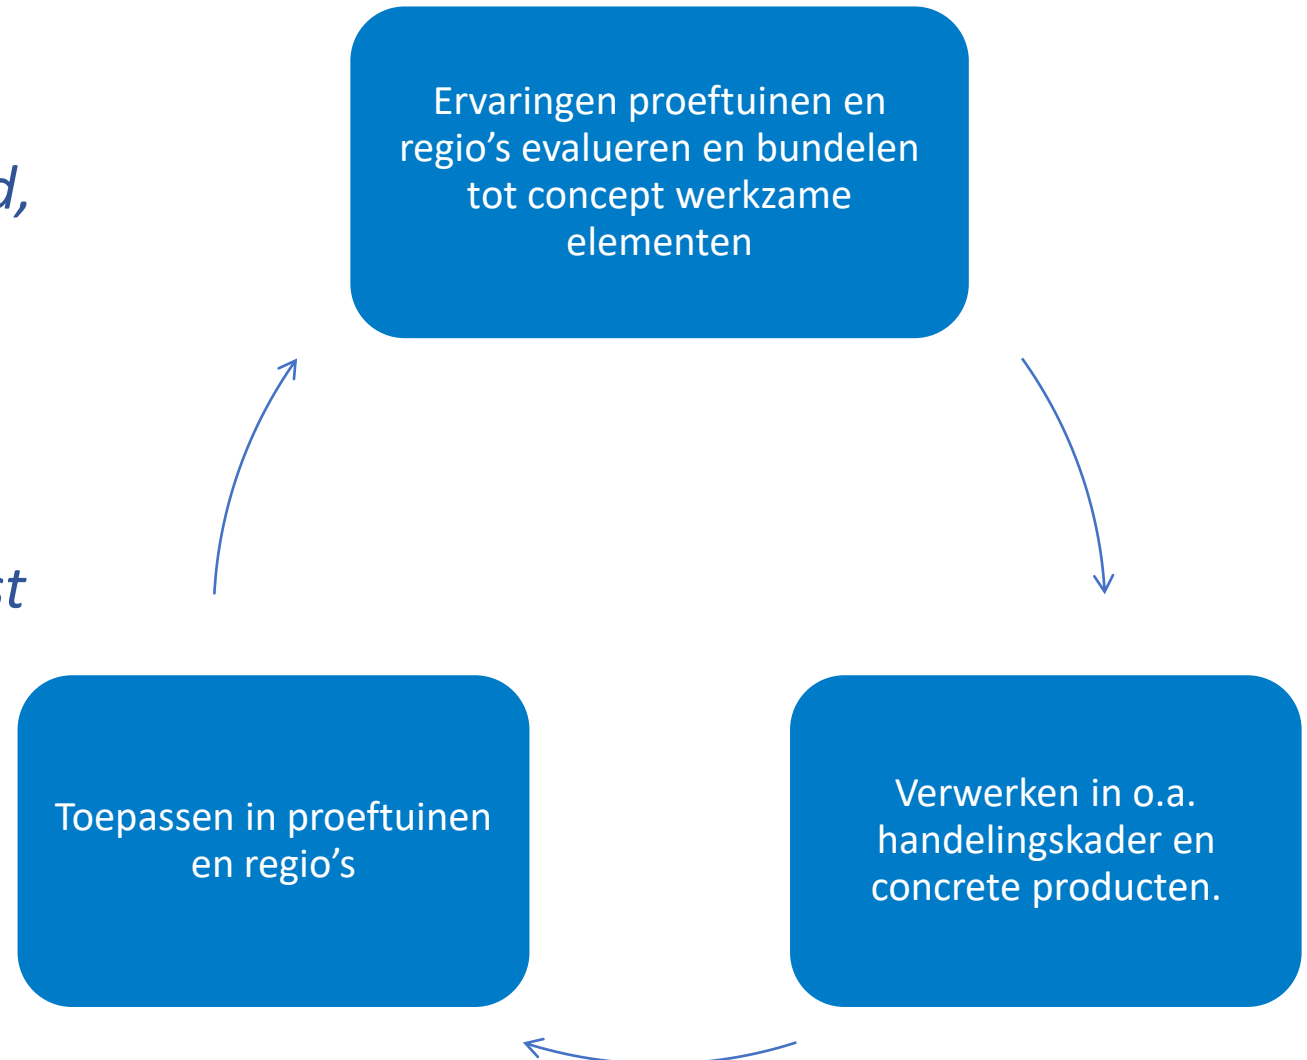 Ervaringen proeftuinen en
regio's evalueren en bundelen
tot concept werkzame
elementen
Toepassen in proeftuinen
en regio's
Verwerken in o.a.
handelingskader en
concrete producten.